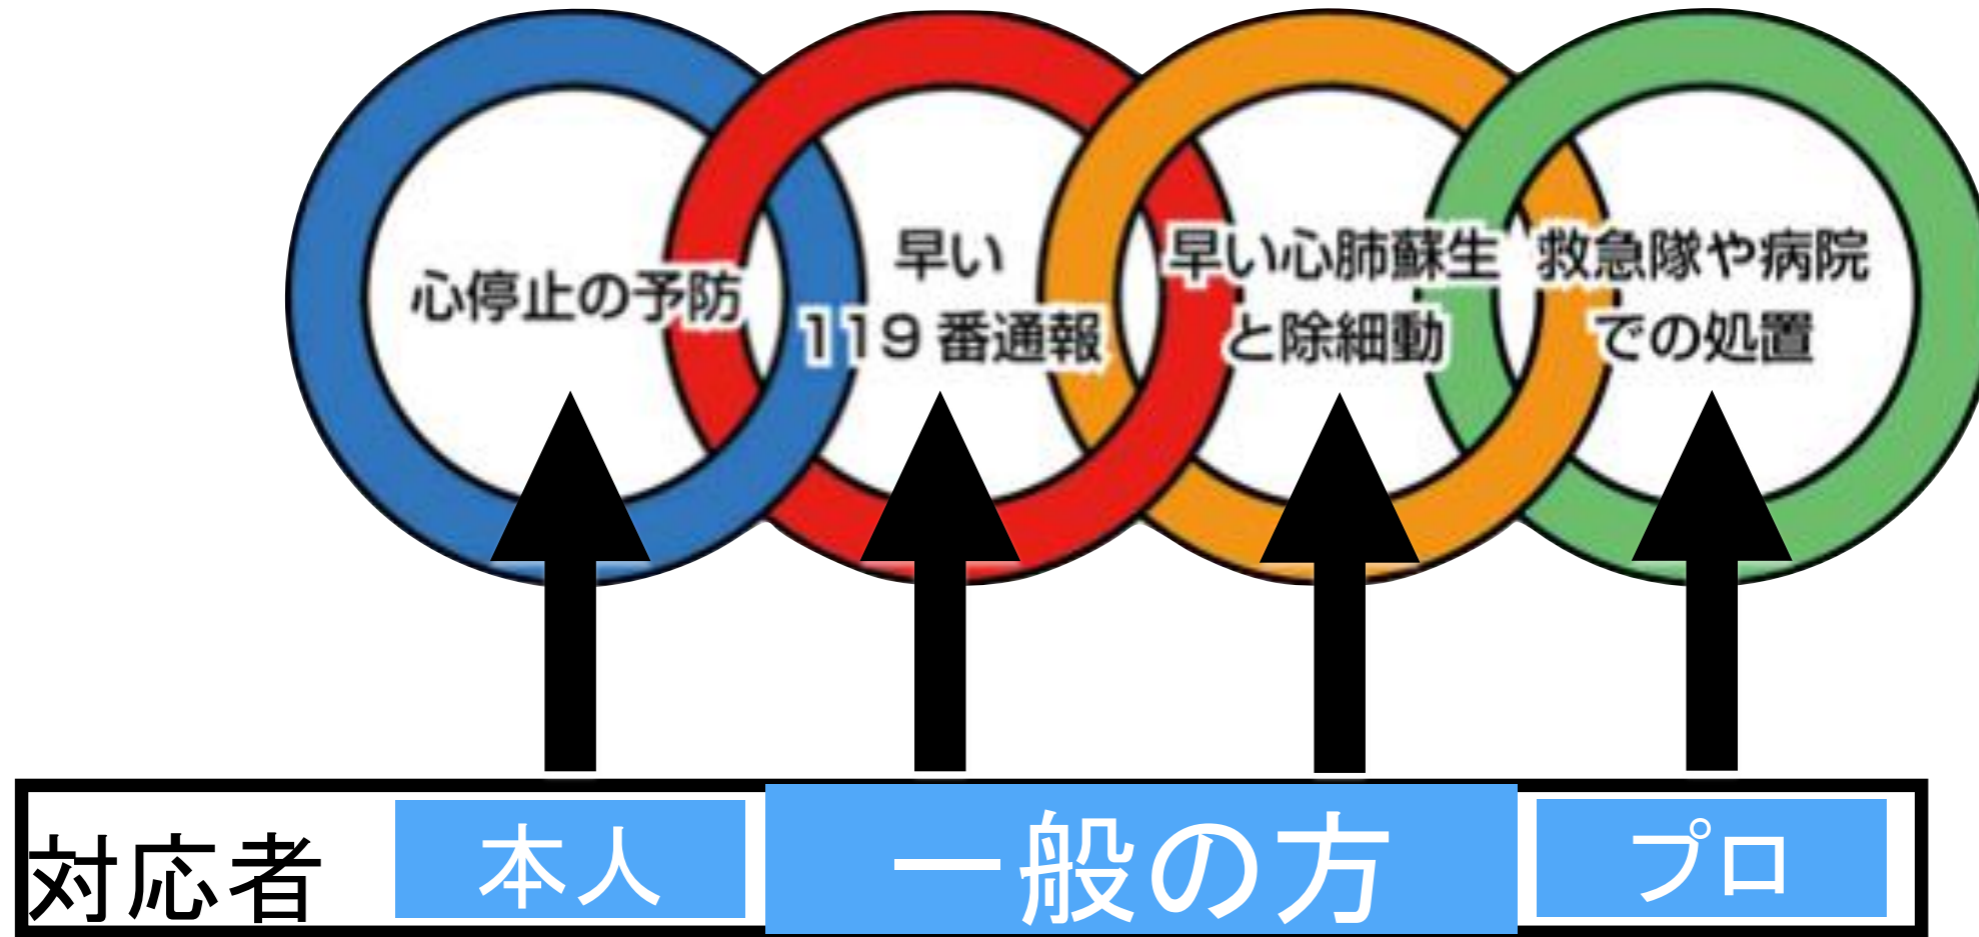 心停止の予防
早い
119番通報
早い心肺蘇生
と除細動
救急隊や病院
での処置
対応者
本人
一般の方
プロ